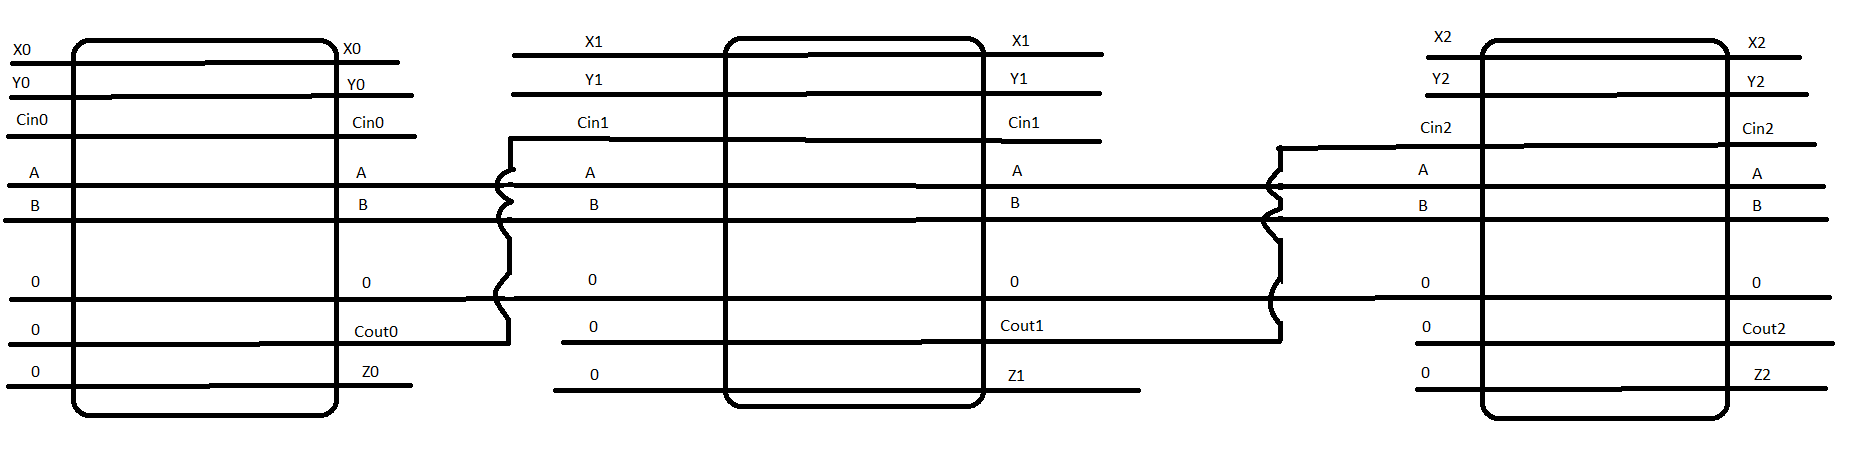 X0 X0 X1 X1 X2 X2
Y0 Y0 Y1 Y1 Y2 Y2
Cin0 Cin0 Cin1 Cin1 Cin2 Cin2
A A A A A A
B B B B B B
0 0 0 0 0 0
0 Cout0 0 Cout1 0 Cout2
0 Z0 0 Z1 0 Z2